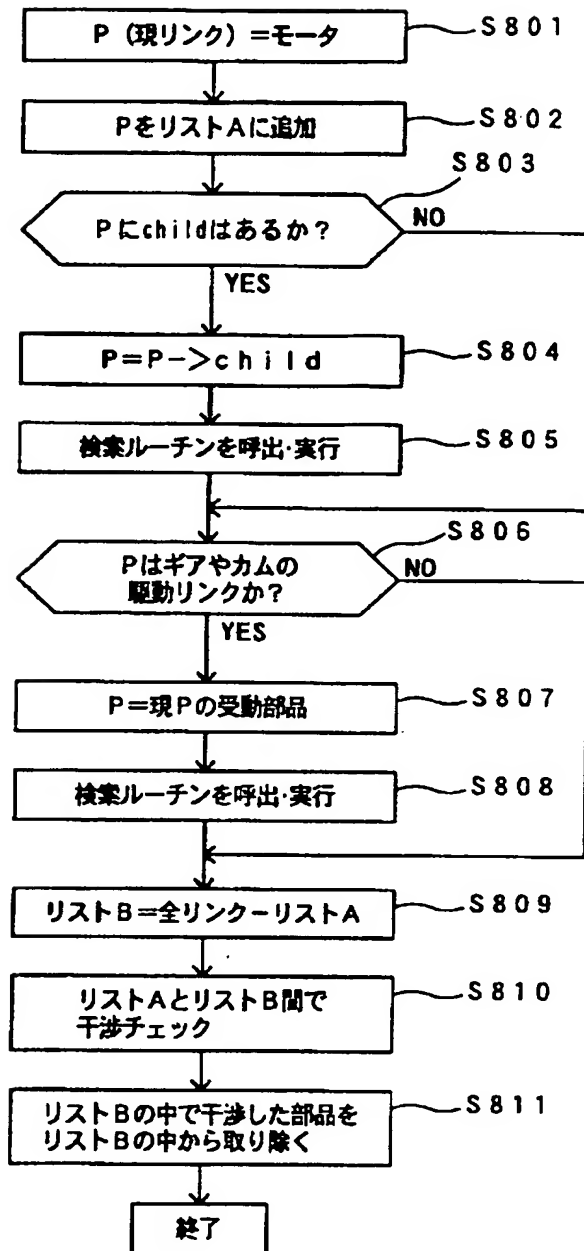 P（現リンク）＝モータ
S801
PをリストAに追加
S802
S803
Pにchildはあるか？
NO
YES
P＝P－＞child
S804
検索ルーチンを呼出·実行
S805
S806
Pはギアやカムの
駆動リンクか？
NO
YES
P＝現Pの受動部品
S807
検索ルーチンを呼出·実行
S808
リストB＝全リンク－リストA
S809
リストAとリストB間で
干渉チェック
S810
リストBの中で干渉した部品を
リストBの中から取り除く
S811
終了